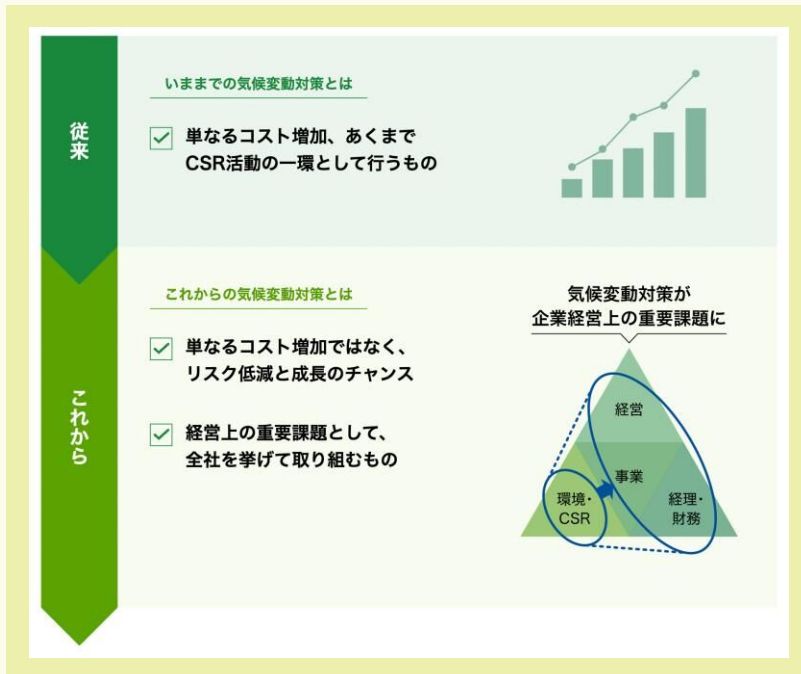 従来
いままでの気候変動対策とは
単なるコスト増加、あくまで
CSR活動の一環として行うもの
これから
これからの気候変動対策とは
単なるコスト増加ではなく、
リスク低減と成長のチャンス
経営上の重要課題として、
全社を挙げて取り組むもの
気候変動対策が
企業経営上の重要課題に
経営
事業
環境・
CSR
経理・
財務